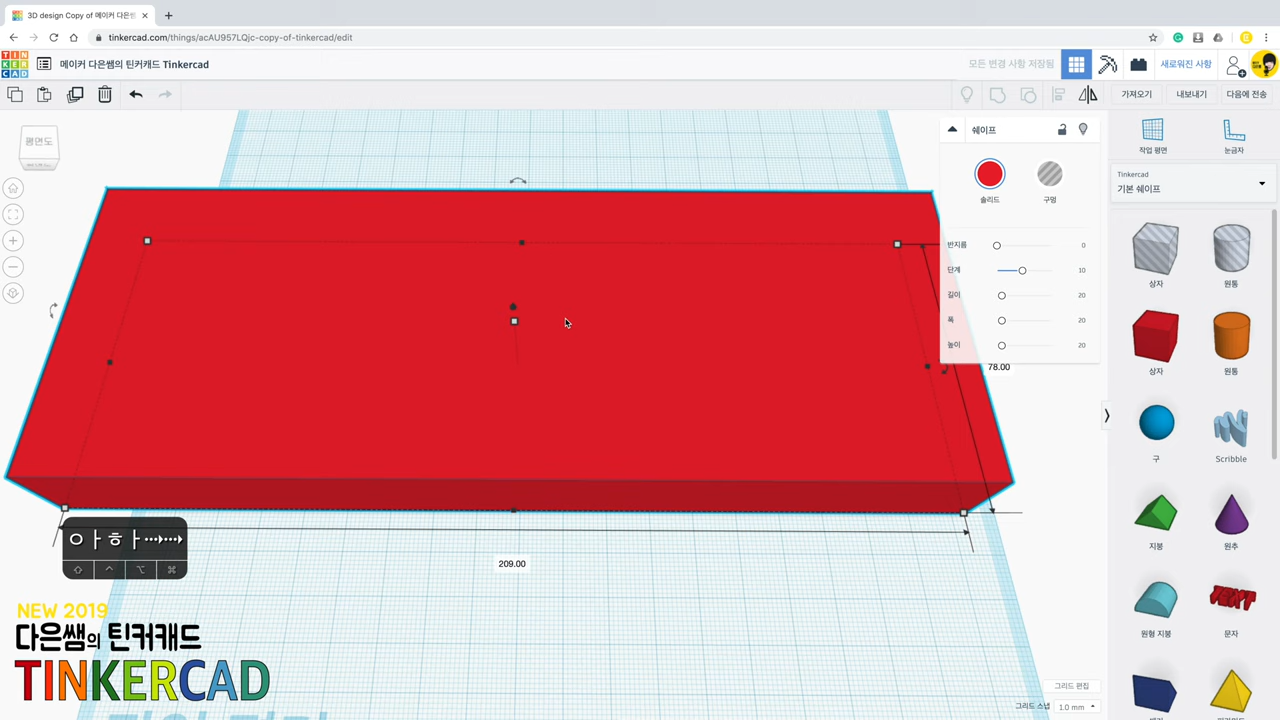 3D design Copy of 메이커 다은쌤
tinkercad.com/things/acAU957LQjc-copy-of-tinkercad/edit
TIN
KER
CAD
메이커 다은쌤의 틴커캐드 Tinkercad
모든 변경 사항 저장됨
새로워진 사항
가져오기
내보내기
다음에 전송
평면도
쉐이프
솔리드
구멍
반지름 0
단계 10
길이 20
폭 20
높이 20
78.00
209.00
작업 평면
눈금자
Tinkercad
기본 쉐이프
상자
원통
상자
원통
구
Scribble
지붕
원추
원형 지붕
문자
TEXT
ㅇㅏㅎㅏ
NEW 2019
다은쌤의 틴커캐드
TINKERCAD
그리드 편집
그리드 스냅 1.0 mm